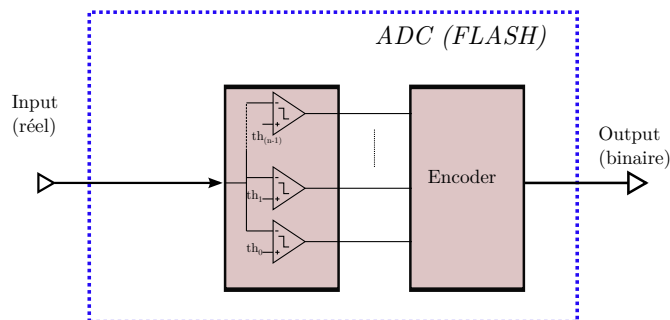 ADC (FLASH)
Input
(réel)
th(n-1)
th1
th0
Encoder
Output
(binaire)